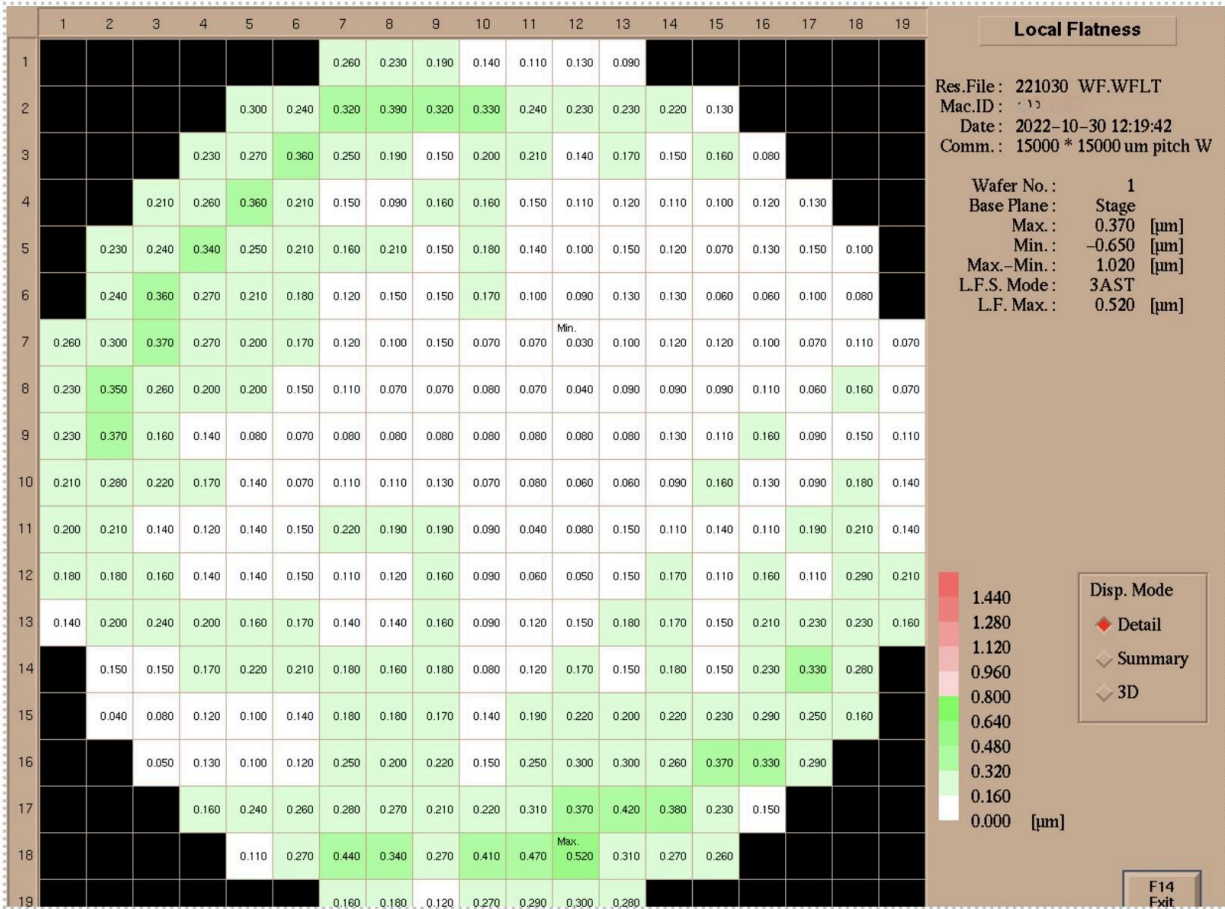 1 2 3 4 5 6 7 8 9 10 11 12 13 14 15 16 17 18 19
1 0.260 0.230 0.190 0.140 0.110 0.130 0.090
2 0.300 0.240 0.320 0.390 0.320 0.330 0.240 0.230 0.230 0.220 0.130
3 0.230 0.270 0.360 0.250 0.190 0.150 0.200 0.210 0.140 0.170 0.150 0.160 0.080
4 0.210 0.260 0.360 0.210 0.150 0.090 0.160 0.160 0.150 0.110 0.120 0.110 0.100 0.120 0.130
5 0.230 0.240 0.340 0.250 0.210 0.160 0.210 0.150 0.180 0.140 0.100 0.150 0.120 0.070 0.130 0.150 0.100
6 0.240 0.360 0.270 0.210 0.180 0.120 0.150 0.150 0.170 0.100 0.090 0.130 0.130 0.060 0.060 0.100 0.080
Min.
7 0.260 0.300 0.370 0.270 0.200 0.170 0.120 0.100 0.150 0.070 0.070 0.030 0.100 0.120 0.120 0.100 0.070 0.110 0.070
8 0.230 0.350 0.260 0.200 0.200 0.150 0.110 0.070 0.070 0.080 0.070 0.040 0.090 0.090 0.090 0.110 0.060 0.160 0.070
9 0.230 0.370 0.160 0.140 0.080 0.070 0.080 0.080 0.080 0.080 0.080 0.080 0.080 0.130 0.110 0.160 0.090 0.150 0.110
10 0.210 0.280 0.220 0.170 0.140 0.070 0.110 0.110 0.130 0.070 0.080 0.060 0.060 0.090 0.160 0.130 0.090 0.180 0.140
11 0.200 0.210 0.140 0.120 0.140 0.150 0.220 0.190 0.190 0.090 0.040 0.080 0.150 0.110 0.140 0.110 0.190 0.210 0.140
12 0.180 0.180 0.160 0.140 0.140 0.150 0.110 0.120 0.160 0.090 0.060 0.050 0.150 0.170 0.110 0.160 0.110 0.290 0.210
13 0.140 0.200 0.240 0.200 0.160 0.170 0.140 0.140 0.160 0.090 0.120 0.150 0.180 0.170 0.150 0.210 0.230 0.230 0.160
14 0.150 0.150 0.170 0.220 0.210 0.180 0.160 0.180 0.080 0.120 0.170 0.150 0.180 0.150 0.230 0.330 0.280
15 0.040 0.080 0.120 0.100 0.140 0.180 0.180 0.170 0.140 0.190 0.220 0.200 0.220 0.230 0.290 0.250 0.160
16 0.050 0.130 0.100 0.120 0.250 0.200 0.220 0.150 0.250 0.300 0.300 0.260 0.370 0.330 0.290
17 0.160 0.240 0.260 0.280 0.270 0.210 0.220 0.310 0.370 0.420 0.380 0.230 0.150
Max.
18 0.110 0.270 0.440 0.340 0.270 0.410 0.470 0.520 0.310 0.270 0.260
19 0.160 0.180 0.120 0.270 0.290 0.300 0.280
Local Flatness
Res.File : 221030 WF.WFLT
Mac.ID :
Date : 2022-10-30 12:19:42
Comm. : 15000 * 15000 um pitch W
Wafer No. : 1
Base Plane : Stage
Max. : 0.370 [μm]
Min. : -0.650 [μm]
Max.-Min. : 1.020 [μm]
L.F.S. Mode : 3AST
L.F. Max. : 0.520 [μm]
1.440
1.280
1.120
0.960
0.800
0.640
0.480
0.320
0.160
0.000 [μm]
Disp. Mode
Detail
Summary
3D
F14
Exit